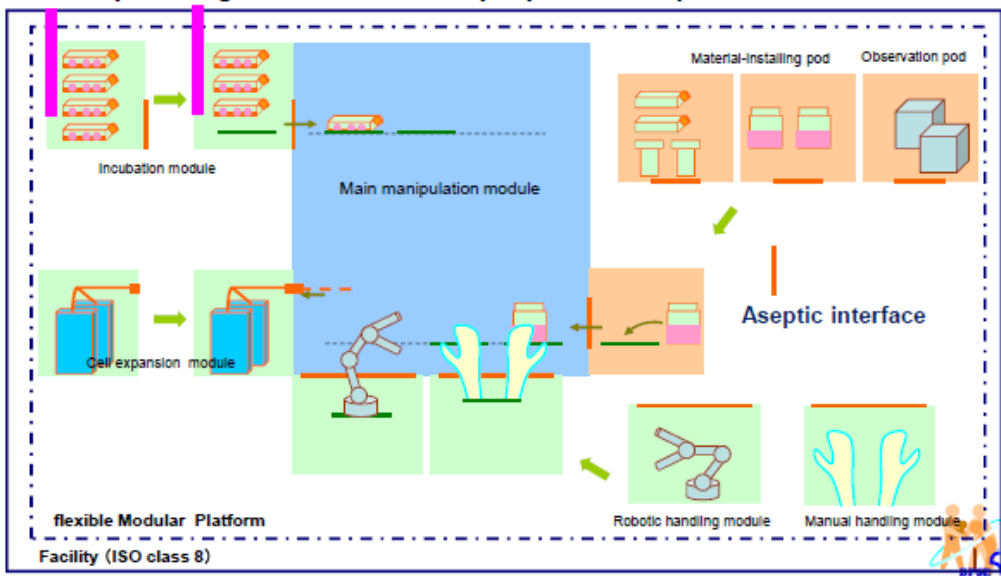 Material-installing pod
Observation pod
Incubation module
Main manipulation module
Aseptic interface
Cell expansion module
flexible Modular Platform
Robotic handling module
Manual handling module
Facility (ISO class 8)